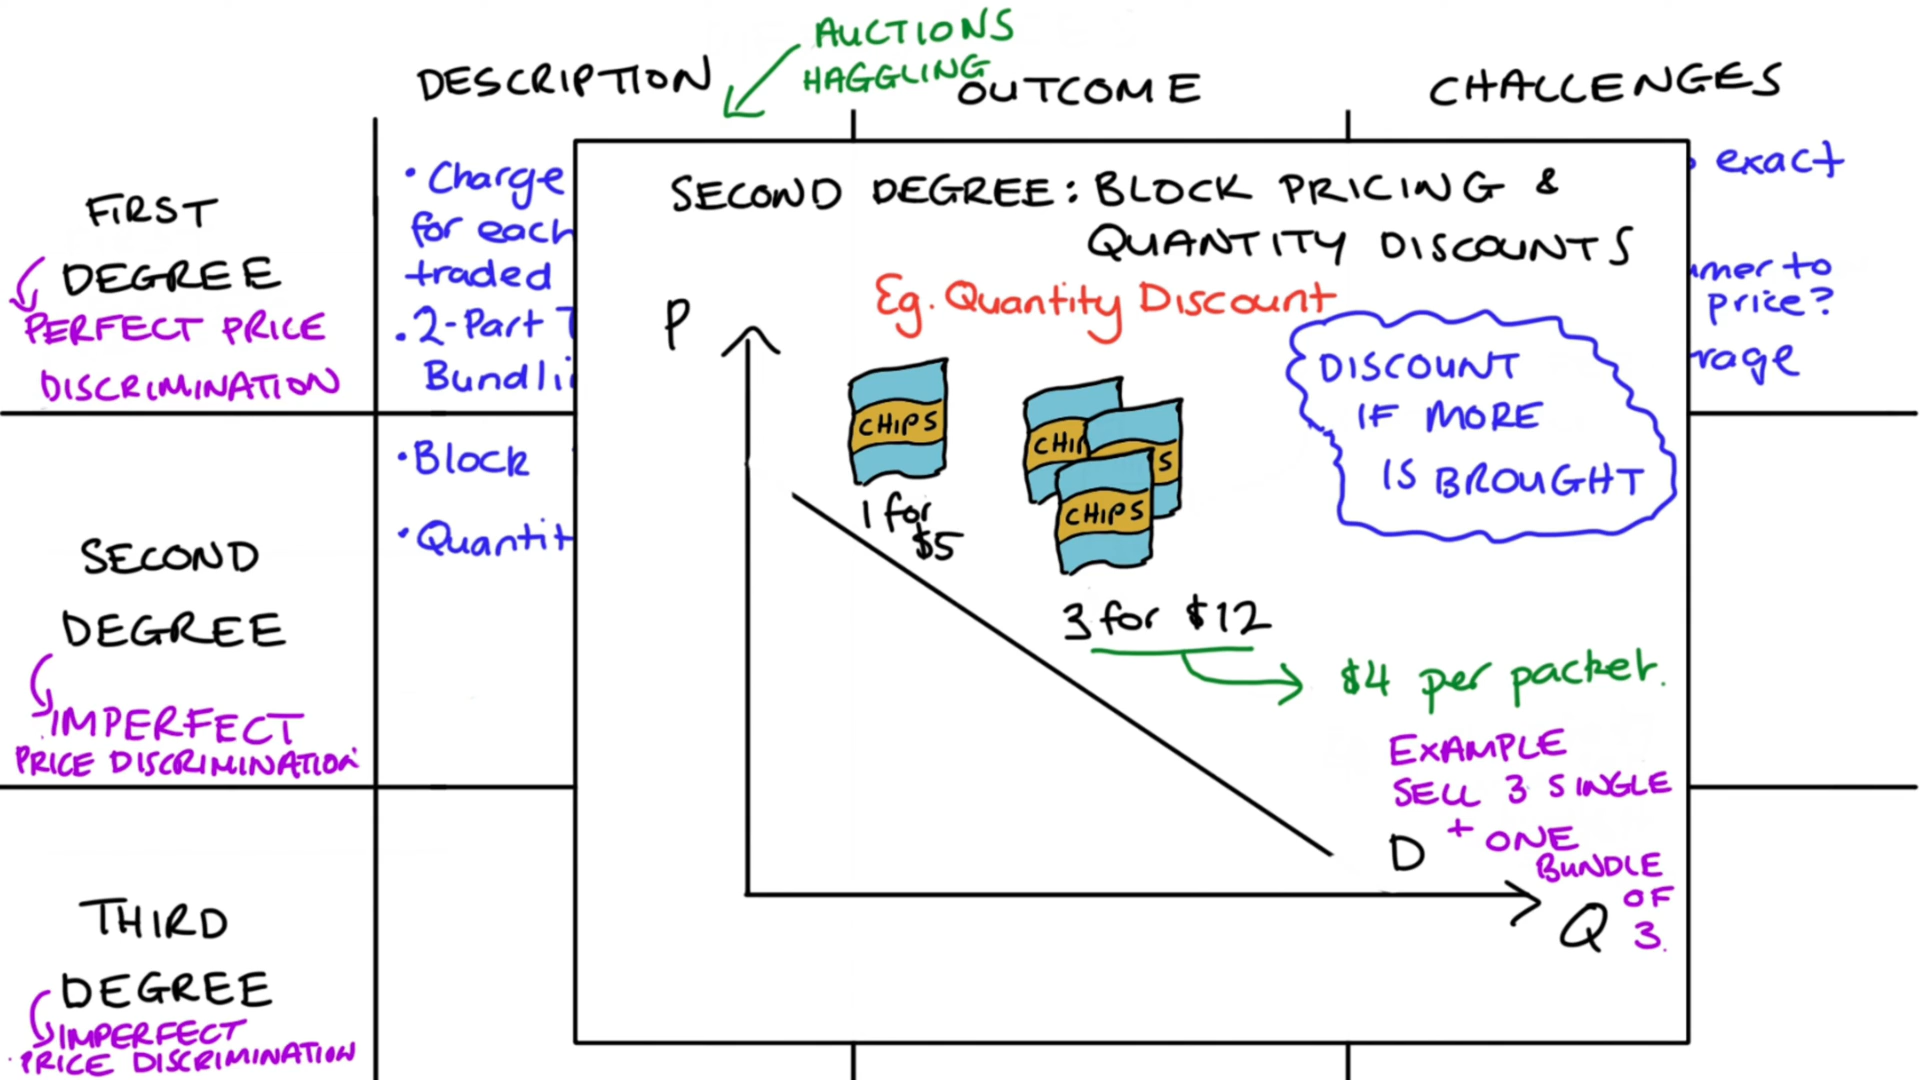 AUCTIONS
HAGGLING
DESCRIPTION
OUTCOME
CHALLENGES
FIRST
DEGREE
PERFECT PRICE
DISCRIMINATION
• Charge
for each
traded
• 2-Part
Bundli
exact
umer to
price?
rage
SECOND
DEGREE
IMPERFECT
PRICE DISCRIMINATION
• Block
• Quantit
THIRD
DEGREE
IMPERFECT
PRICE DISCRIMINATION
SECOND DEGREE: BLOCK PRICING &
QUANTITY DISCOUNTS
Eg. Quantity Discount
P
CHIPS
1 for
$5
CHIP
S
CHIPS
3 for $12
DISCOUNT
IF MORE
IS BROUGHT
$4 per packet.
EXAMPLE
SELL 3 SINGLE
+ ONE
BUNDLE
OF
3.
D
Q